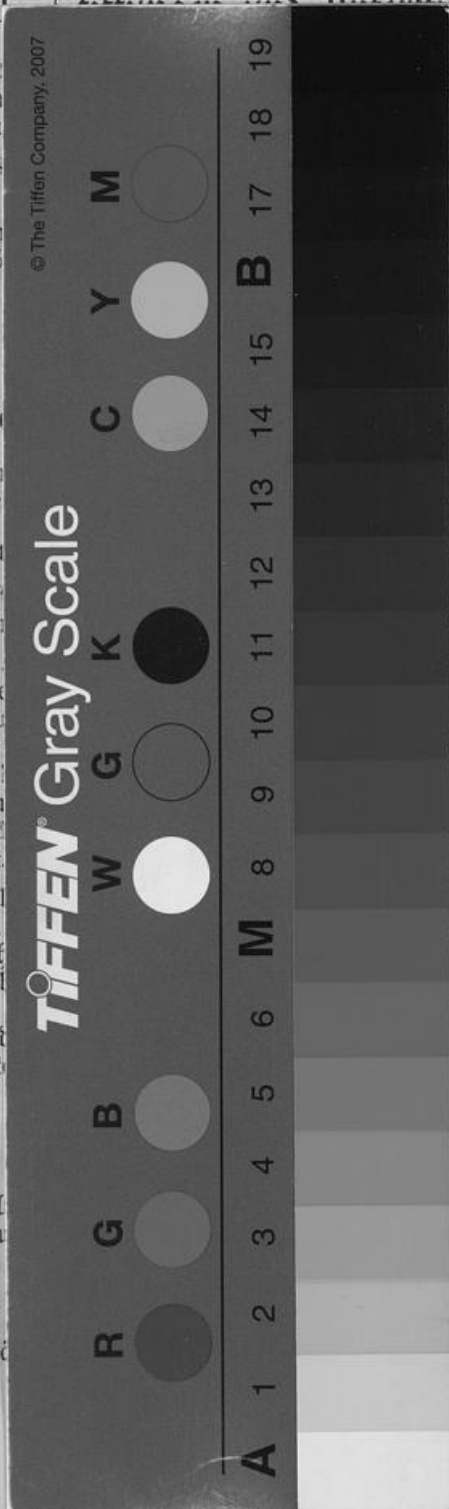 © The Tiffen Company, 2007
TIFFEN® Gray Scale
R G B W G K C Y M
A 1 2 3 4 5 6 M 8 9 10 11 12 13 14 15 B 17 18 19